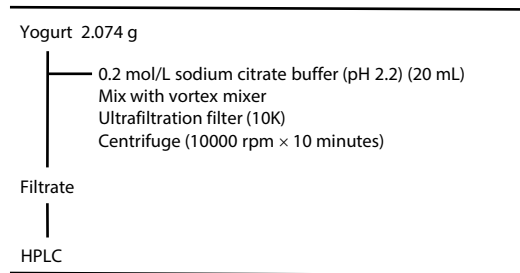 Yogurt 2.074 g
0.2 mol/L sodium citrate buffer (pH 2.2) (20 mL)
Mix with vortex mixer
Ultrafiltration filter (10K)
Centrifuge (10000 rpm × 10 minutes)
Filtrate
HPLC